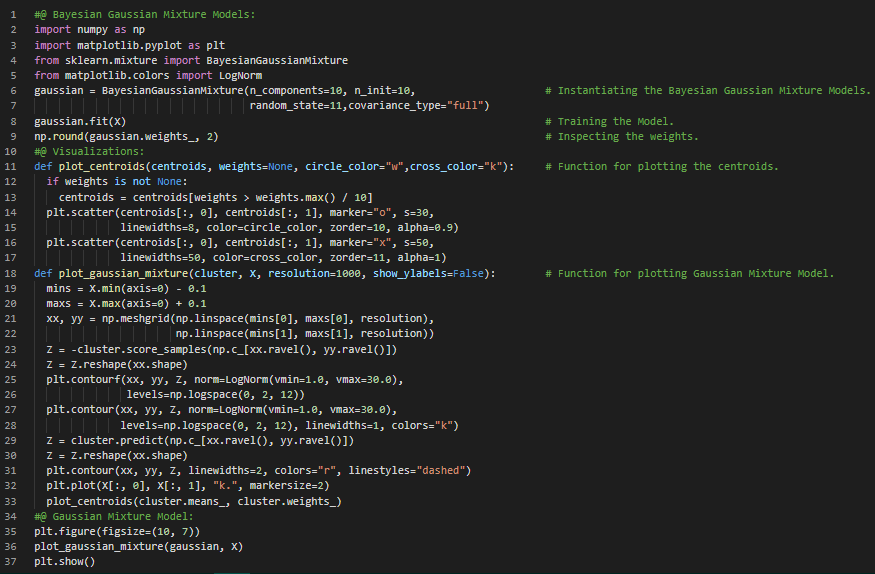 1 #@ Bayesian Gaussian Mixture Models:
2 import numpy as np
3 import matplotlib.pyplot as plt
4 from sklearn.mixture import BayesianGaussianMixture
5 from matplotlib.colors import LogNorm
6 gaussian = BayesianGaussianMixture(n_components=10, n_init=10, # Instantiating the Bayesian Gaussian Mixture Models.
7 random_state=11,covariance_type="full")
8 gaussian.fit(X) # Training the Model.
9 np.round(gaussian.weights_, 2) # Inspecting the weights.
10 #@ Visualizations:
11 def plot_centroids(centroids, weights=None, circle_color="w",cross_color="k"): # Function for plotting the centroids.
12 if weights is not None:
13 centroids = centroids[weights > weights.max() / 10]
14 plt.scatter(centroids[:, 0], centroids[:, 1], marker="o", s=30,
15 linewidths=8, color=circle_color, zorder=10, alpha=0.9)
16 plt.scatter(centroids[:, 0], centroids[:, 1], marker="x", s=50,
17 linewidths=50, color=cross_color, zorder=11, alpha=1)
18 def plot_gaussian_mixture(cluster, X, resolution=1000, show_ylabels=False): # Function for plotting Gaussian Mixture Model.
19 mins = X.min(axis=0) - 0.1
20 maxs = X.max(axis=0) + 0.1
21 xx, yy = np.meshgrid(np.linspace(mins[0], maxs[0], resolution),
22 np.linspace(mins[1], maxs[1], resolution))
23 Z = -cluster.score_samples(np.c_[xx.ravel(), yy.ravel()])
24 Z = Z.reshape(xx.shape)
25 plt.contourf(xx, yy, Z, norm=LogNorm(vmin=1.0, vmax=30.0),
26 levels=np.logspace(0, 2, 12))
27 plt.contour(xx, yy, Z, norm=LogNorm(vmin=1.0, vmax=30.0),
28 levels=np.logspace(0, 2, 12), linewidths=1, colors="k")
29 Z = cluster.predict(np.c_[xx.ravel(), yy.ravel()])
30 Z = Z.reshape(xx.shape)
31 plt.contour(xx, yy, Z, linewidths=2, colors="r", linestyles="dashed")
32 plt.plot(X[:, 0], X[:, 1], "k.", markersize=2)
33 plot_centroids(cluster.means_, cluster.weights_)
34 #@ Gaussian Mixture Model:
35 plt.figure(figsize=(10, 7))
36 plot_gaussian_mixture(gaussian, X)
37 plt.show()